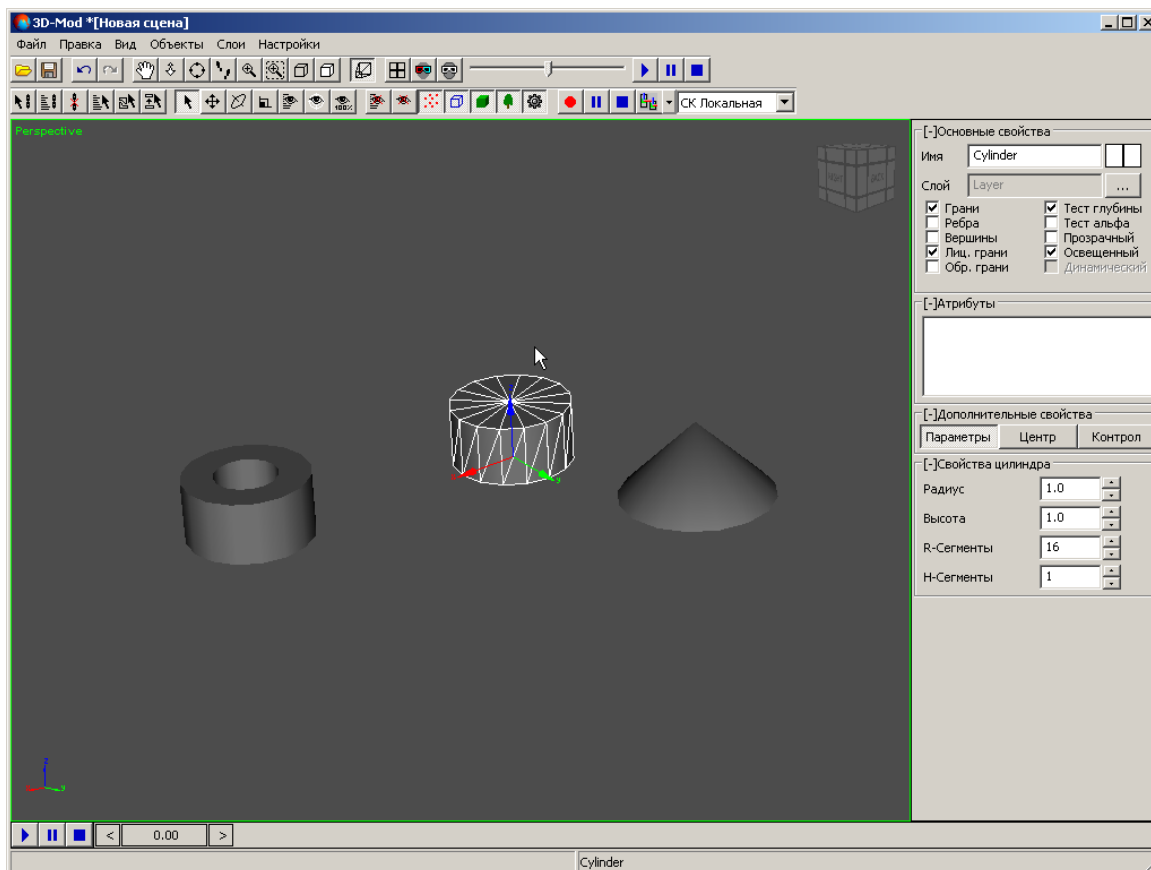 3D-Mod *[Новая сцена]
Файл Правка Вид Объекты Слои Настройки
100%
СК Локальная
Perspective
[-]Основные свойства
Имя Cylinder
Слой Layer ...
Грани Тест глубины
Ребра Тест альфа
Вершины Прозрачный
Лиц. грани Освещенный
Обр. грани Динамический
[-]Атрибуты
[-]Дополнительные свойства
Параметры Центр Контрол
[-]Свойства цилиндра
Радиус 1.0
Высота 1.0
R-Сегменты 16
H-Сегменты 1
z
y
< 0.00 >
Cylinder